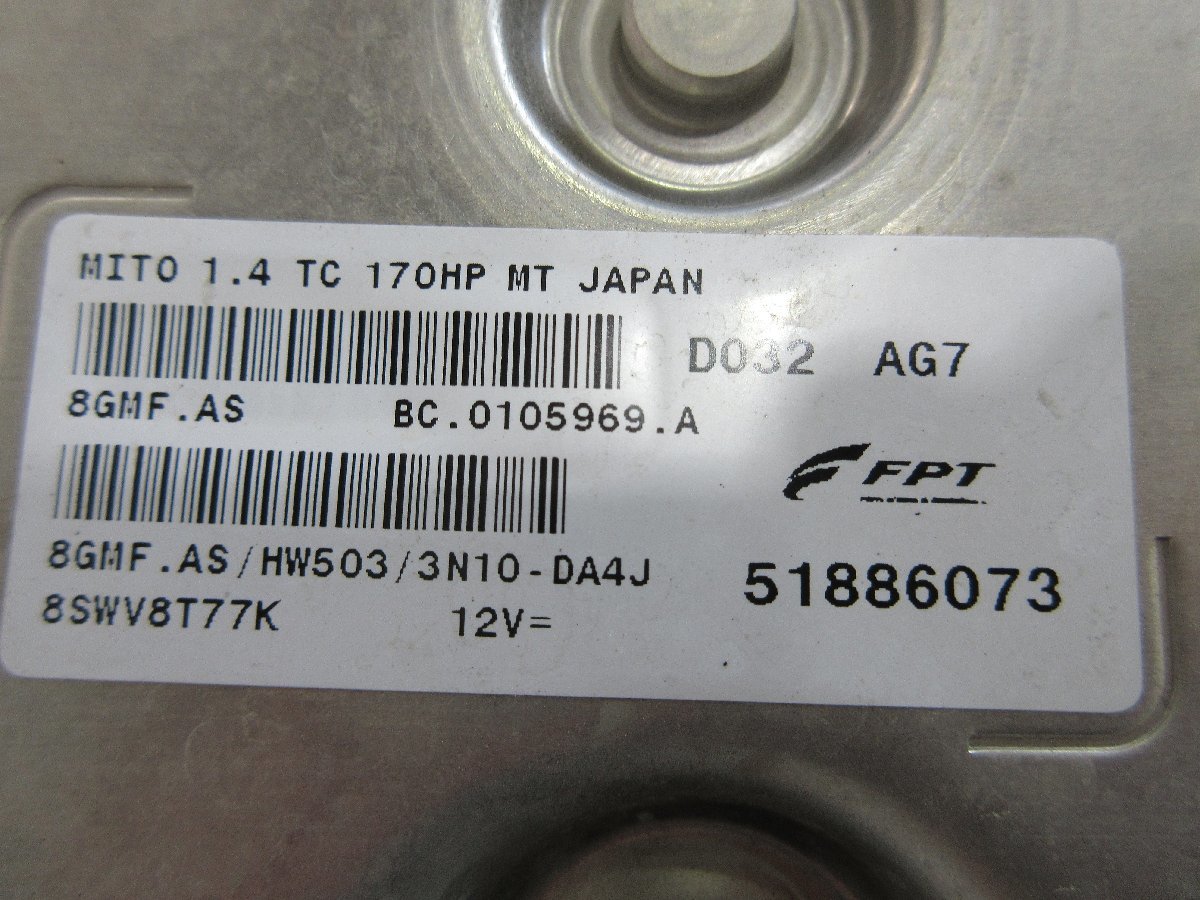 MITO 1.4 TC 170HP MT JAPAN
D032 AG7
8GMF.AS BC.0105969.A
FPT
8GMF.AS/HW503/3N10-DA4J
51886073
8SWV8T77K 12V=